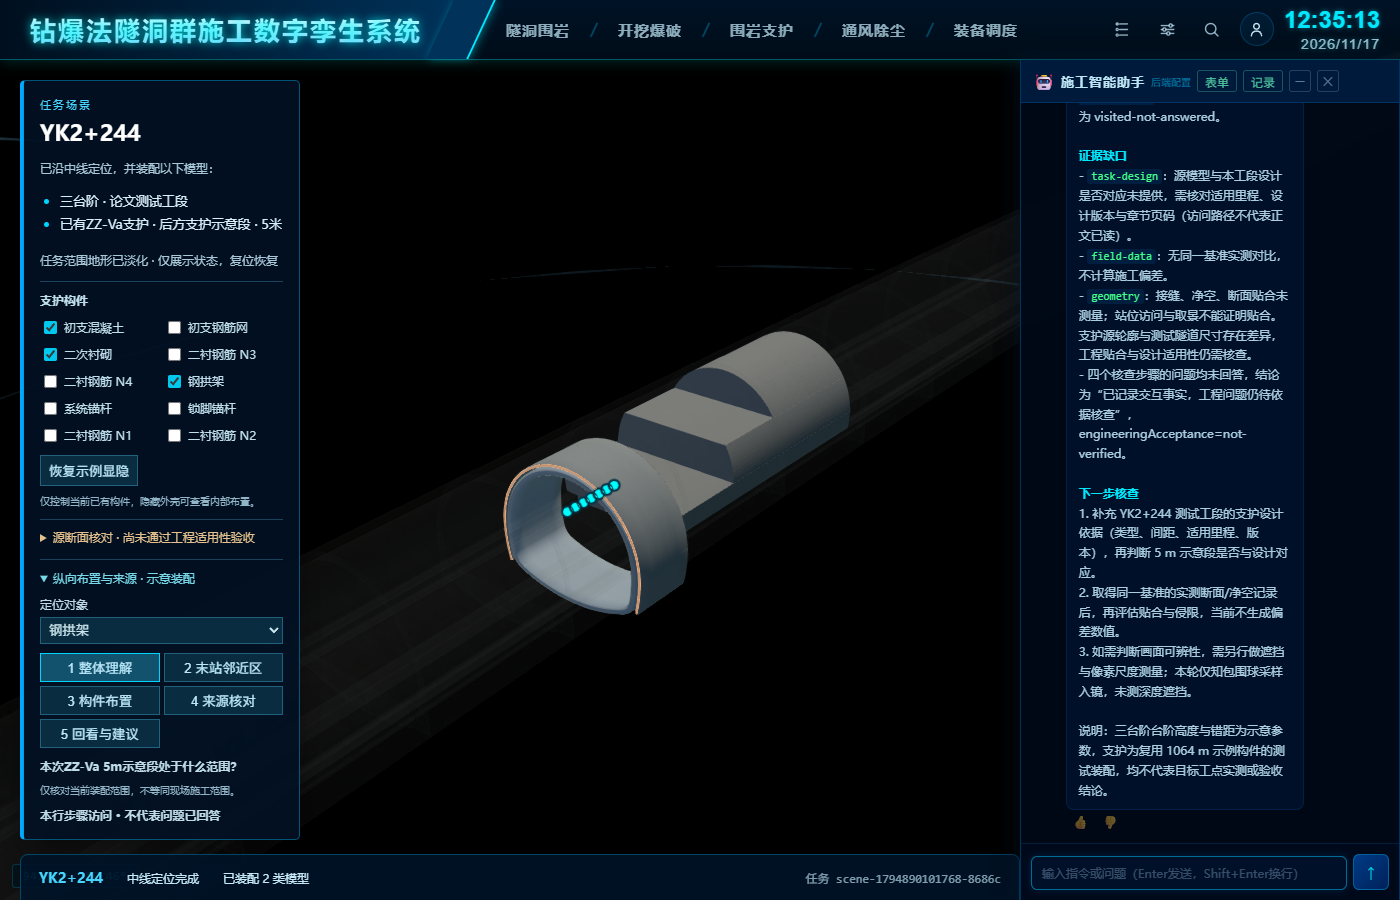 钻爆法隧洞群施工数字孪生系统
隧洞围岩 / 开挖爆破 / 围岩支护 / 通风除尘 / 装备调度
12:35:13
2026/11/17
任务场景
YK2+244
已沿中线定位，并装配以下模型：
• 三台阶 · 论文测试工段
• 已有ZZ-Va支护 · 后方支护示意段 · 5米
任务范围地形已淡化 · 仅展示状态，复位恢复
支护构件
初支混凝土 初支钢筋网
二次衬砌 二衬钢筋 N3
二衬钢筋 N4 钢拱架
系统锚杆 锁脚锚杆
二衬钢筋 N1 二衬钢筋 N2
恢复示例显隐
仅控制当前已有构件，隐藏外壳可查看内部布置。
▶ 源断面核对 · 尚未通过工程适用性验收
▼ 纵向布置与来源 · 示意装配
定位对象
钢拱架
1 整体理解 2 末站邻近区
3 构件布置 4 来源核对
5 回看与建议
本次ZZ-Va 5m示意段处于什么范围?
仅核对当前装配范围，不等同现场施工范围。
本行步骤访问 • 不代表问题已回答
YK2+244 中线定位完成 已装配 2 类模型
任务 scene-1794890101768-8686c
施工智能助手 后端配置 表单 记录
为 visited-not-answered。
证据缺口
- task-design：源模型与本工段设计
是否对应未提供，需核对适用里程、设
计版本与章节页码（访问路径不代表正
文已读）。
- field-data：无同一基准实测对比，
不计算施工偏差。
- geometry：接缝、净空、断面贴合未
测量；站位访问与取景不能证明贴合。
支护源轮廓与测试隧道尺寸存在差异，
工程贴合与设计适用性仍需核查。
- 四个核查步骤的问题均未回答，结论
为“已记录交互事实，工程问题仍待依
据核查”，
engineeringAcceptance=not-
verified。
下一步核查
1. 补充 YK2+244 测试工段的支护设计
依据（类型、间距、适用里程、版
本），再判断 5 m 示意段是否与设计对
应。
2. 取得同一基准的实测断面/净空记录
后，再评估贴合与侵限，当前不生成偏
差数值。
3. 如需判断画面可辨性，需另行做遮挡
与像素尺度测量；本轮仅知包围球采样
入镜，未测深度遮挡。
说明：三台阶台阶高度与错距为示意参
数，支护为复用 1064 m 示例构件的测
试装配，均不代表目标工点实测或验收
结论。
输入指令或问题（Enter发送，Shift+Enter换行）